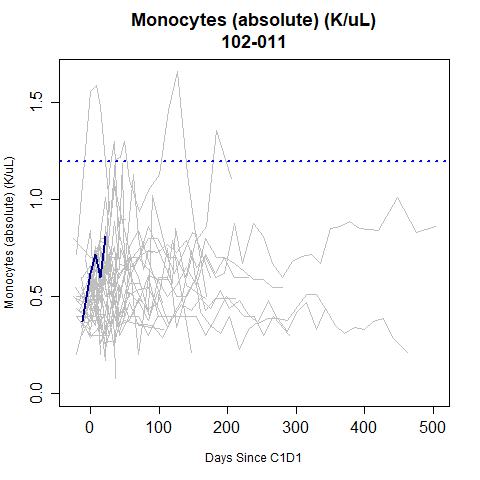 Monocytes (absolute) (K/uL)
102-011
Monocytes (absolute) (K/uL)
1.5
1.0
0.5
0.0
0 100 200 300 400 500
Days Since C1D1